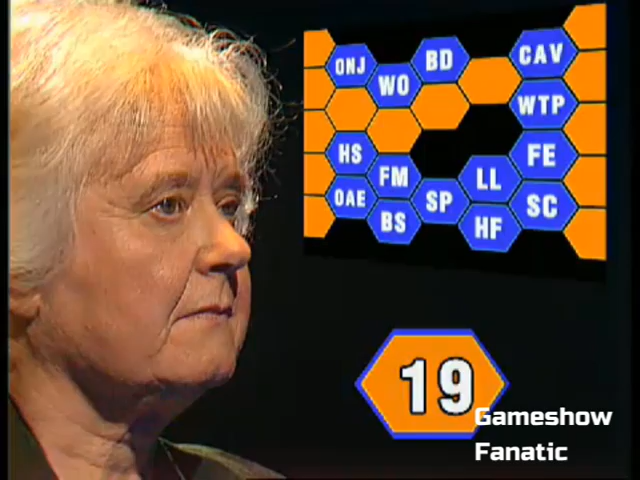 ONJ
WO
BD
CAV
WTP
HS
FM
LL
FE
OAE
BS
SP
HF
SC
19
Gameshow
Fanatic